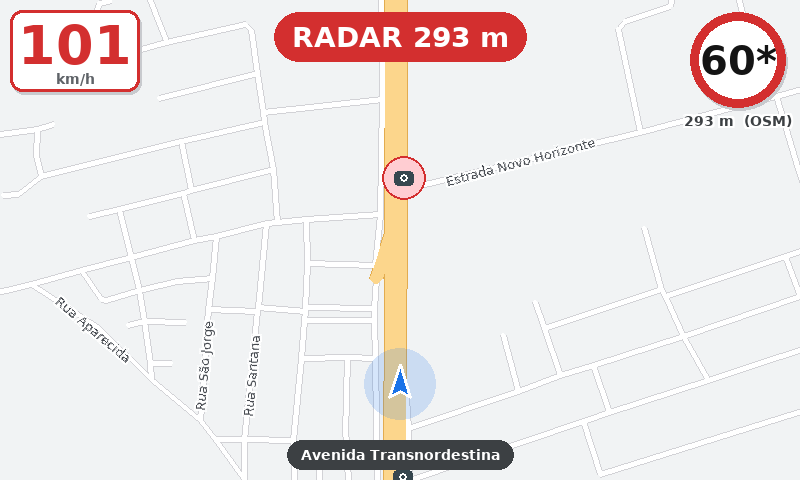 101
km/h
RADAR 293 m
60*
293 m (OSM)
Estrada Novo Horizonte
Rua Aparecida
Rua São Jorge
Rua Santana
Avenida Transnordestina